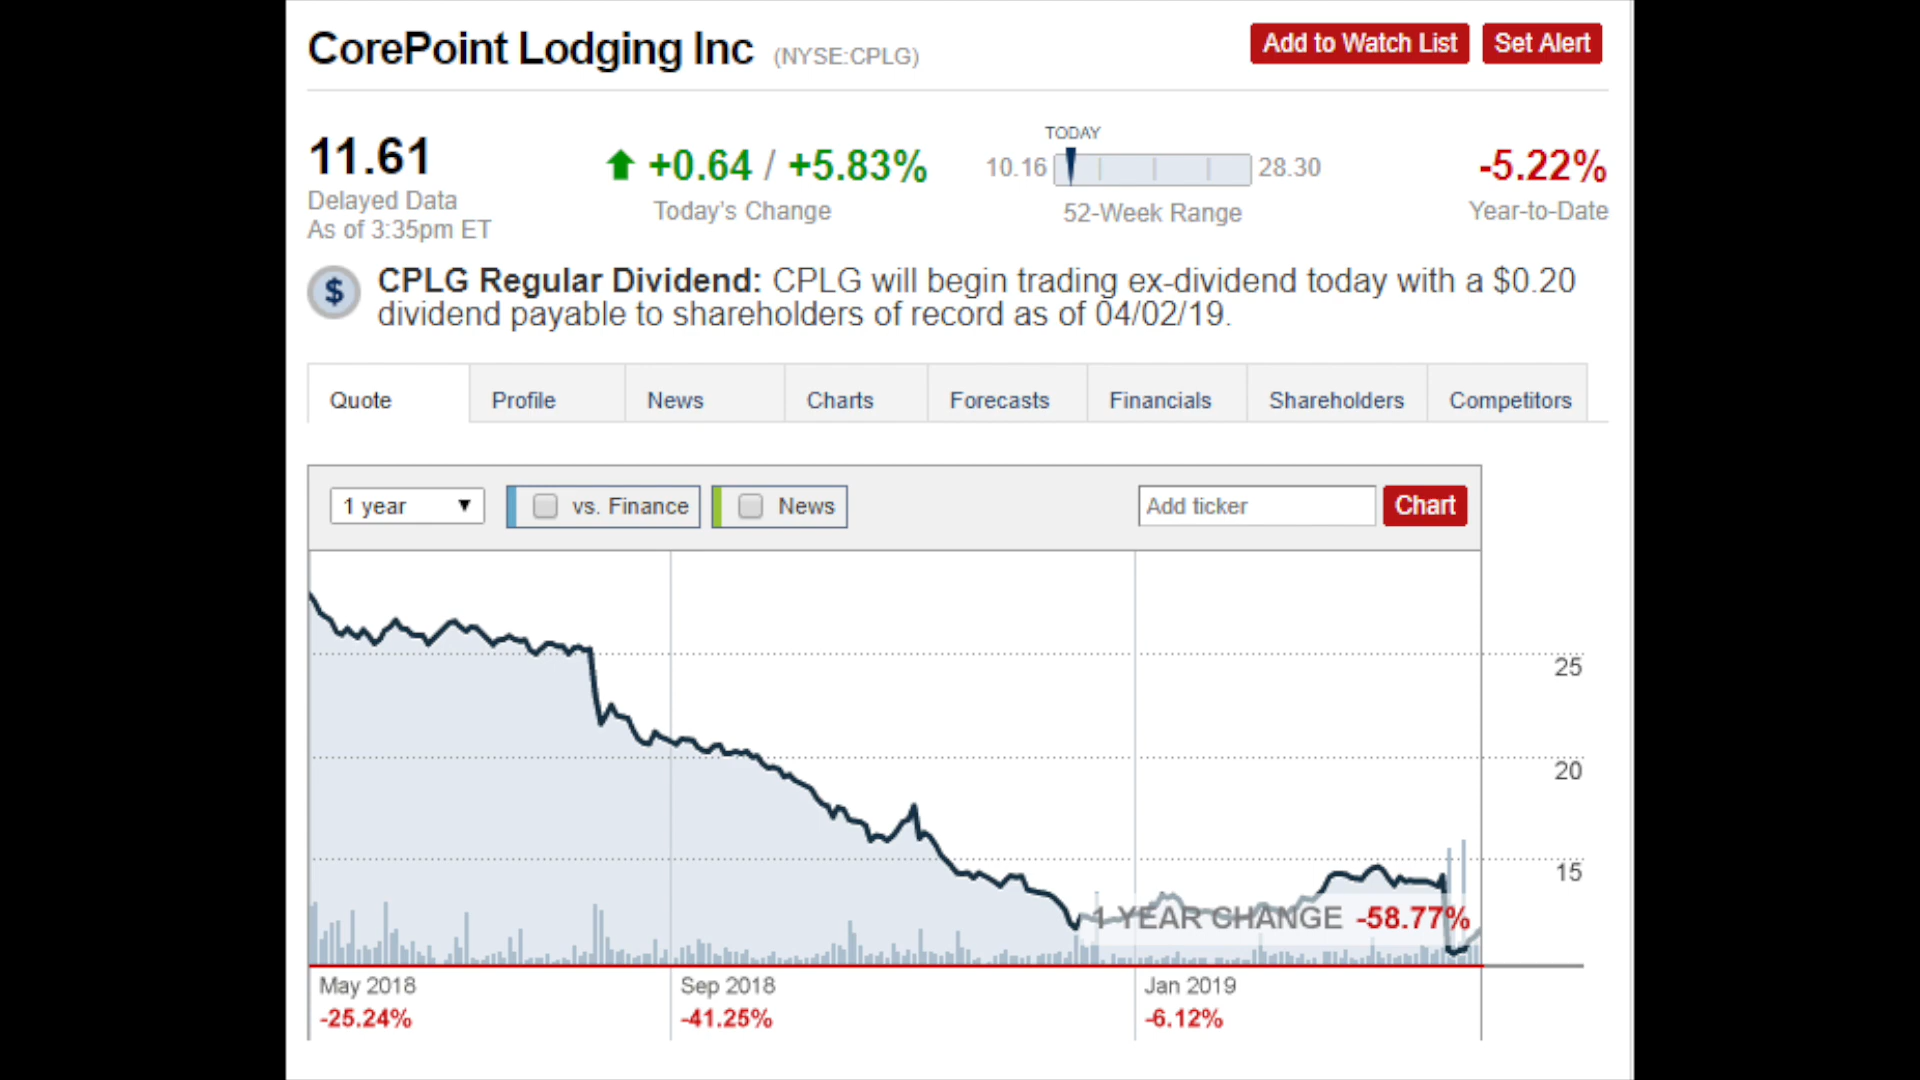 CorePoint Lodging Inc (NYSE:CPLG) Add to Watch List Set Alert
TODAY
11.61 +0.64 / +5.83% 10.16 28.30 -5.22%
Delayed Data Today's Change 52-Week Range Year-to-Date
As of 3:35pm ET
$ CPLG Regular Dividend: CPLG will begin trading ex-dividend today with a $0.20
dividend payable to shareholders of record as of 04/02/19.
Quote Profile News Charts Forecasts Financials Shareholders Competitors
1 year vs. Finance News Add ticker Chart
25
20
15
1 YEAR CHANGE -58.77%
May 2018 Sep 2018 Jan 2019
-25.24% -41.25% -6.12%